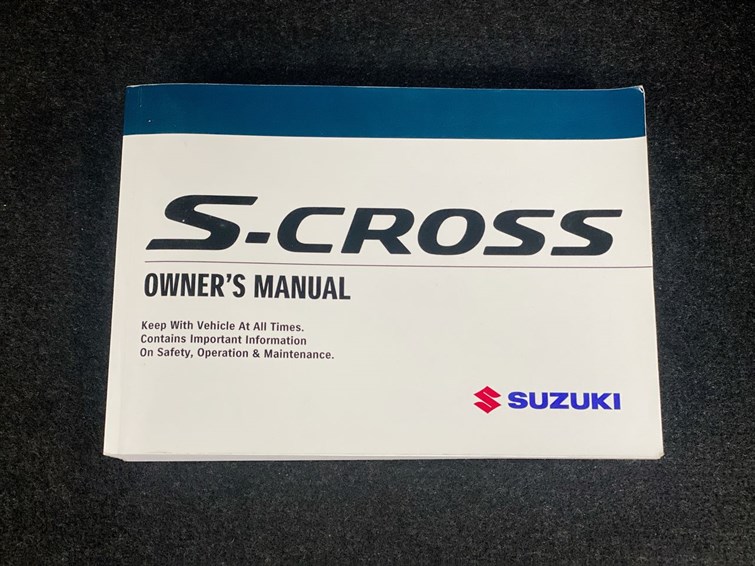 S-CROSS
OWNER'S MANUAL
Keep With Vehicle At All Times.
Contains Important Information
On Safety, Operation & Maintenance.
SUZUKI